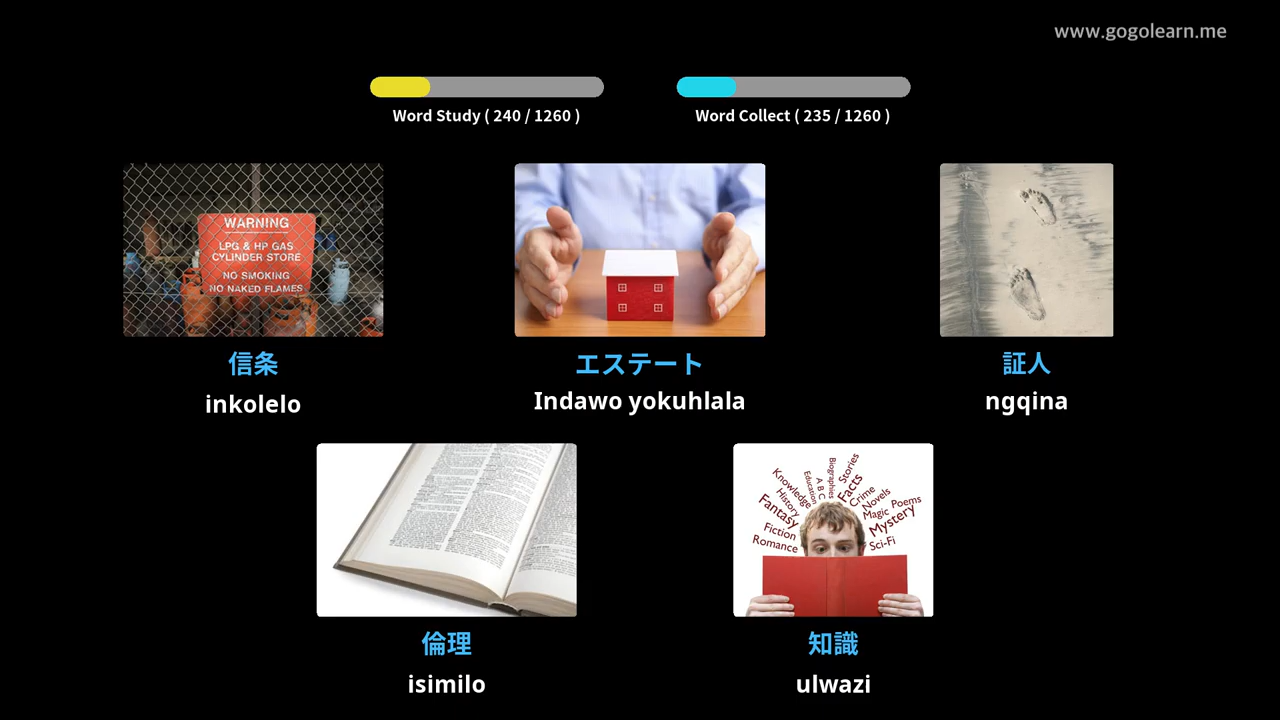 www.gogolearn.me
Word Study ( 240 / 1260 )
Word Collect ( 235 / 1260 )
WARNING
LPG & HP GAS
CYLINDER STORE
NO SMOKING
NO NAKED FLAMES
信条
エステート
証人
inkolelo
Indawo yokuhlala
ngqina
Knowledge
History
Fantasy
Fiction
Romance
Education
A B C
Biographies
Stories
Facts
Crime
Novels
Magic Poems
Mystery
Sci-Fi
倫理
知識
isimilo
ulwazi